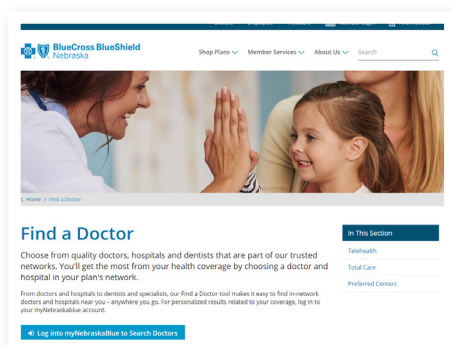 BlueCross BlueShield
Nebraska
Shop Plans Member Services About Us Search
Home / Find a Doctor
Find a Doctor
Choose from quality doctors, hospitals and dentists that are part of our trusted
networks. You'll get the most from your health coverage by choosing a doctor and
hospital in your plan's network.
From doctors and hospitals to dentists and specialists, our Find a Doctor tool makes it easy to find in-network
doctors and hospitals near you – anywhere you go. For personalized results related to your coverage, log in to
your myNebraskablue account.
Log into myNebraskaBlue to Search Doctors
In This Section
Telehealth
Total Care
Preferred Centers